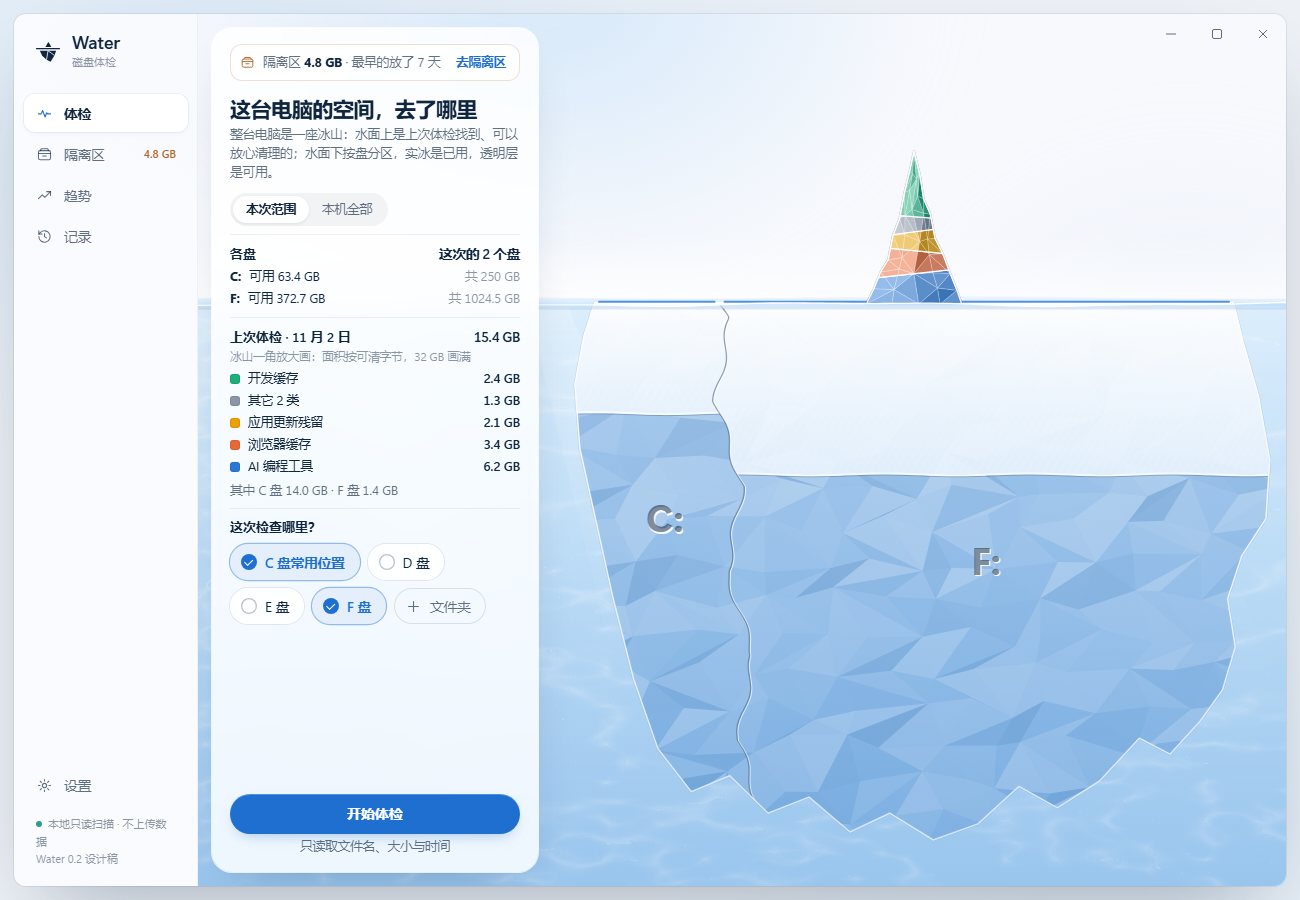 Water
磁盘体检
体检
隔离区 4.8 GB
趋势
记录
设置
本地只读扫描 · 不上传数
据
Water 0.2 设计稿
隔离区 4.8 GB · 最早的放了 7 天 去隔离区
这台电脑的空间，去了哪里
整台电脑是一座冰山：水面上是上次体检找到、可以
放心清理的；水面下按盘分区，实冰是已用，透明层
是可用。
本次范围 本机全部
各盘 这次的 2 个盘
C: 可用 63.4 GB 共 250 GB
F: 可用 372.7 GB 共 1024.5 GB
上次体检 · 11 月 2 日 15.4 GB
冰山一角放大画：面积按可清字节，32 GB 画满
开发缓存 2.4 GB
其它 2 类 1.3 GB
应用更新残留 2.1 GB
浏览器缓存 3.4 GB
AI 编程工具 6.2 GB
其中 C 盘 14.0 GB · F 盘 1.4 GB
这次检查哪里?
C 盘常用位置 D 盘
E 盘 F 盘 + 文件夹
开始体检
只读取文件名、大小与时间
C:
F: